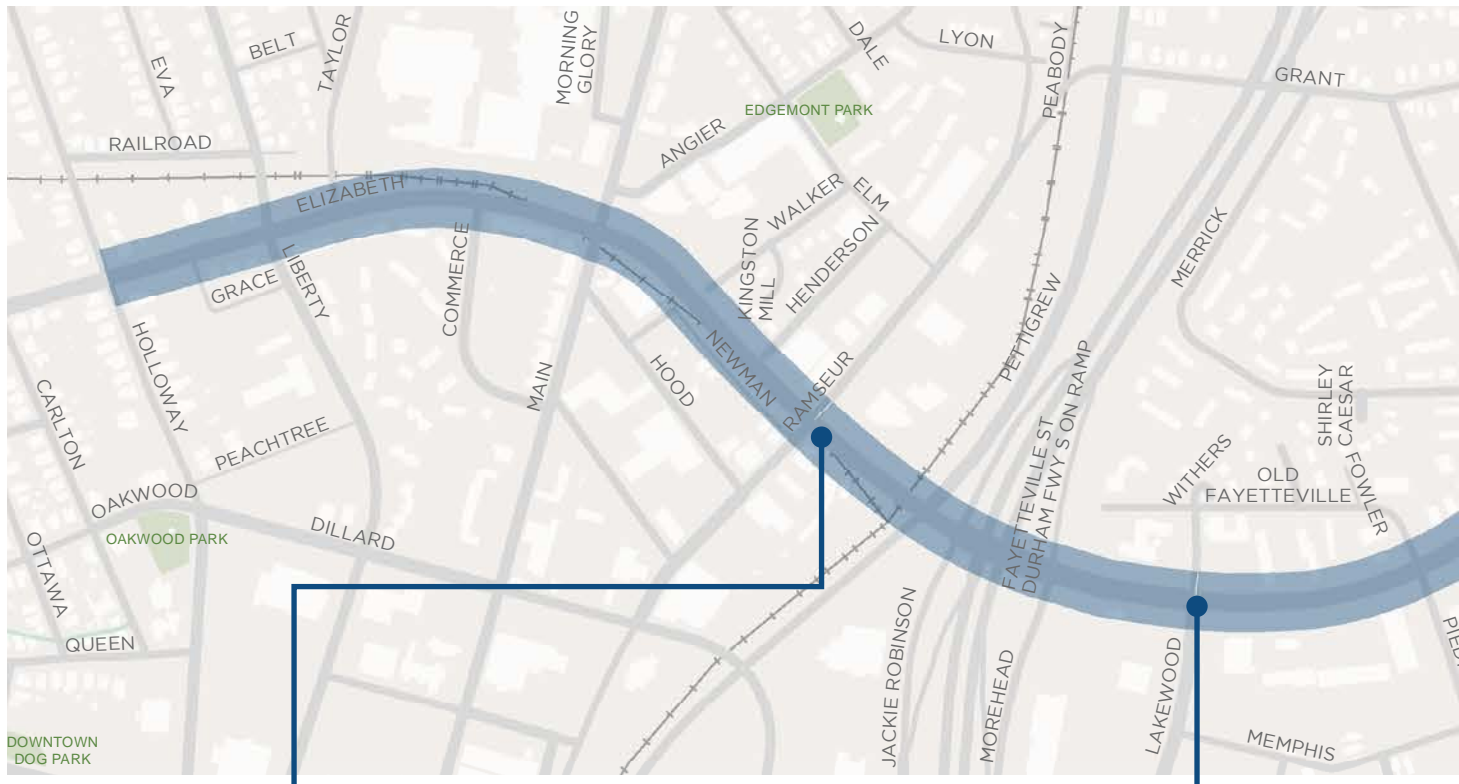 DALE
LYON
PEABODY
GRANT
EVA
BELT
TAYLOR
MORNING
GLORY
EDGEMONT PARK
RAILROAD
ANGIER
ELIZABETH
WALKER
ELM
MERRICK
COMMERCE
KINGSTON
MILL
HENDERSON
GRACE
LIBERTY
PETTIGREW
HOLLOWAY
NEWMAN
RAMSEUR
HOOD
MAIN
CARLTON
PEACHTREE
SHIRLEY
CAESAR
WITHERS
OLD
FAYETTEVILLE
FOWLER
FAYETTEVILLE ST
DURHAM FWY S ON RAMP
OAKWOOD
DILLARD
OAKWOOD PARK
OTTAWA
QUEEN
JACKIE ROBINSON
MOREHEAD
LAKEWOOD
MEMPHIS
DOWNTOWN
DOG PARK